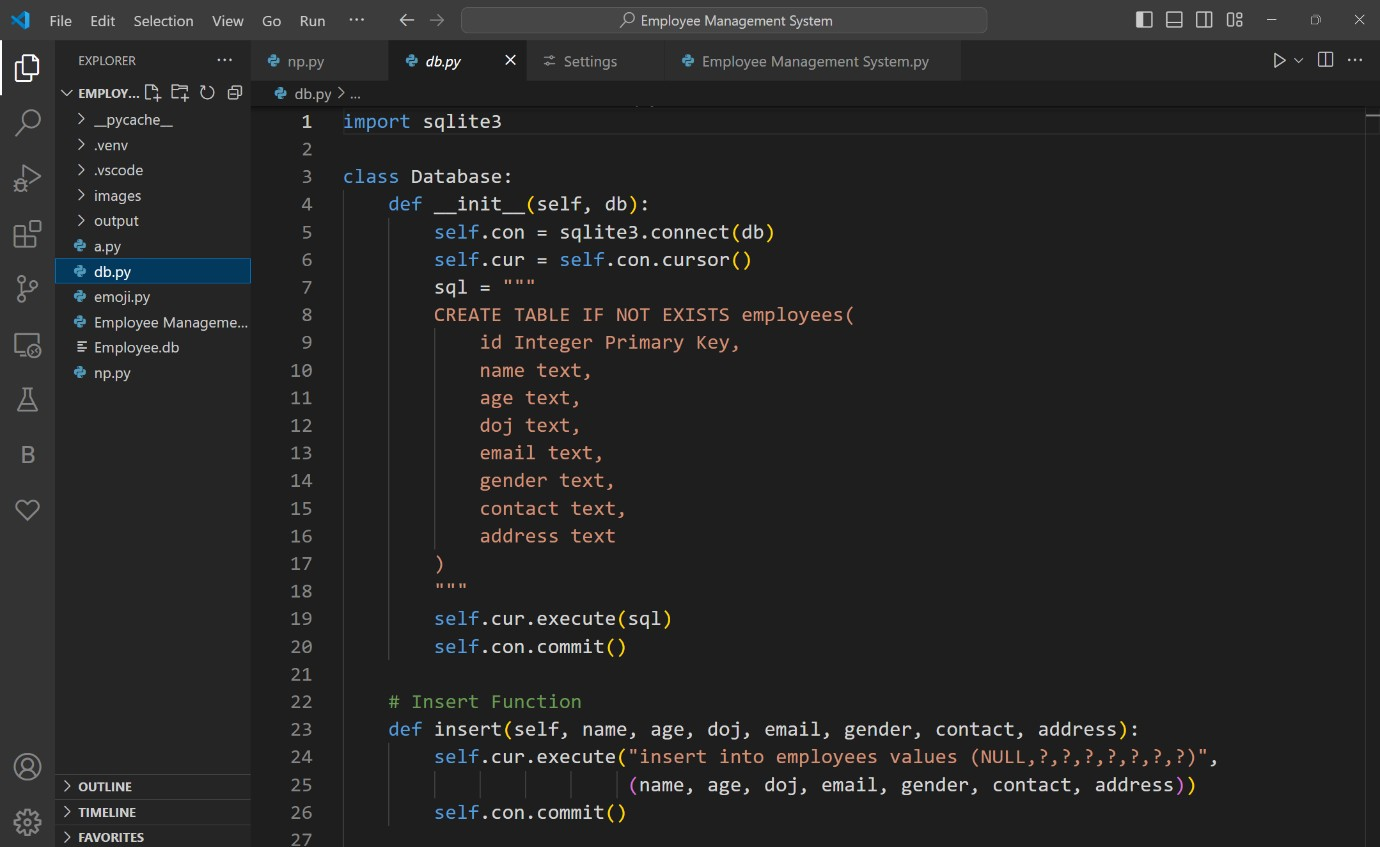 File Edit Selection View Go Run ···
Employee Management System
EXPLORER ···
np.py
db.py
Settings
Employee Management System.py
EMPLOY...
db.py > ...
__pycache__
.venv
.vscode
images
output
a.py
db.py
emoji.py
Employee Manageme...
Employee.db
np.py
B
OUTLINE
TIMELINE
FAVORITES
1 import sqlite3
2
3 class Database:
4     def __init__(self, db):
5         self.con = sqlite3.connect(db)
6         self.cur = self.con.cursor()
7         sql = """
8         CREATE TABLE IF NOT EXISTS employees(
9             id Integer Primary Key,
10             name text,
11             age text,
12             doj text,
13             email text,
14             gender text,
15             contact text,
16             address text
17         )
18         """
19         self.cur.execute(sql)
20         self.con.commit()
21
22     # Insert Function
23     def insert(self, name, age, doj, email, gender, contact, address):
24         self.cur.execute("insert into employees values (NULL,?,?,?,?,?,?,?)",
25                          (name, age, doj, email, gender, contact, address))
26         self.con.commit()
27